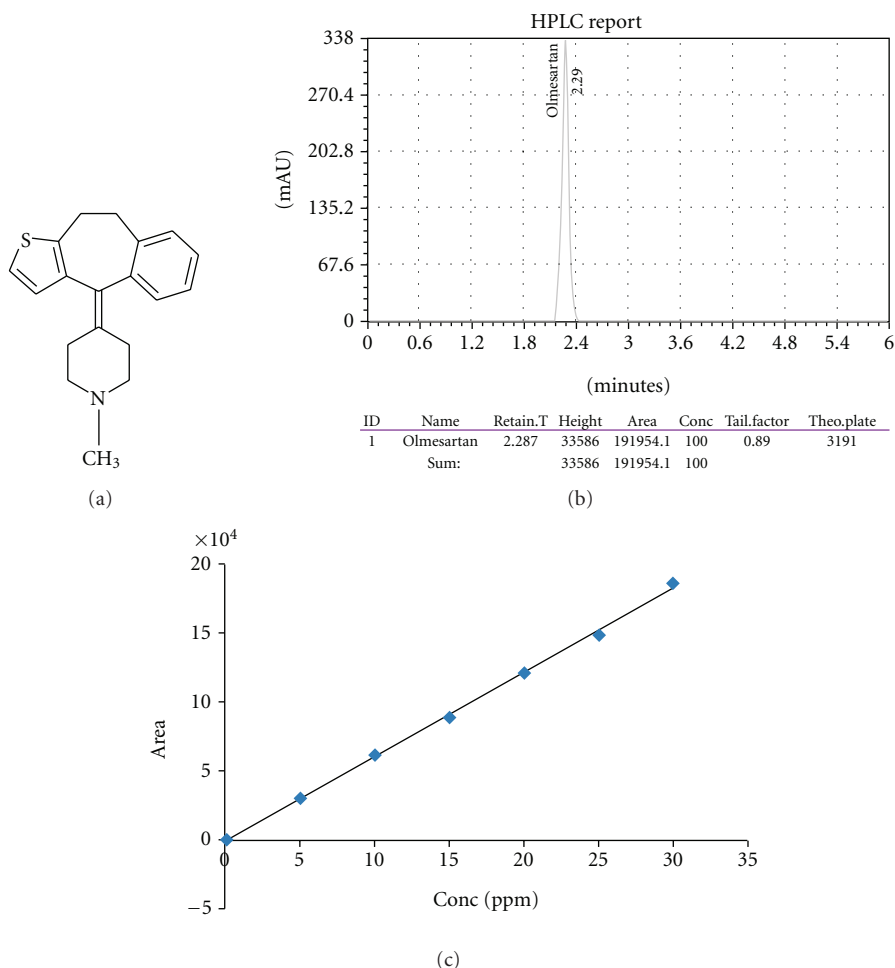 S
N
CH₃
(a)
HPLC report
338
270.4
202.8
135.2
67.6
0
(mAU)
Olmesartan
2.29
0 0.6 1.2 1.8 2.4 3 3.6 4.2 4.8 5.4 6
(minutes)
ID Name Retain.T Height Area Conc Tail.factor Theo.plate
1 Olmesartan 2.287 33586 191954.1 100 0.89 3191
Sum: 33586 191954.1 100
(b)
×10⁴
20
15
10
5
0
−5
Area
0 5 10 15 20 25 30 35
Conc (ppm)
(c)